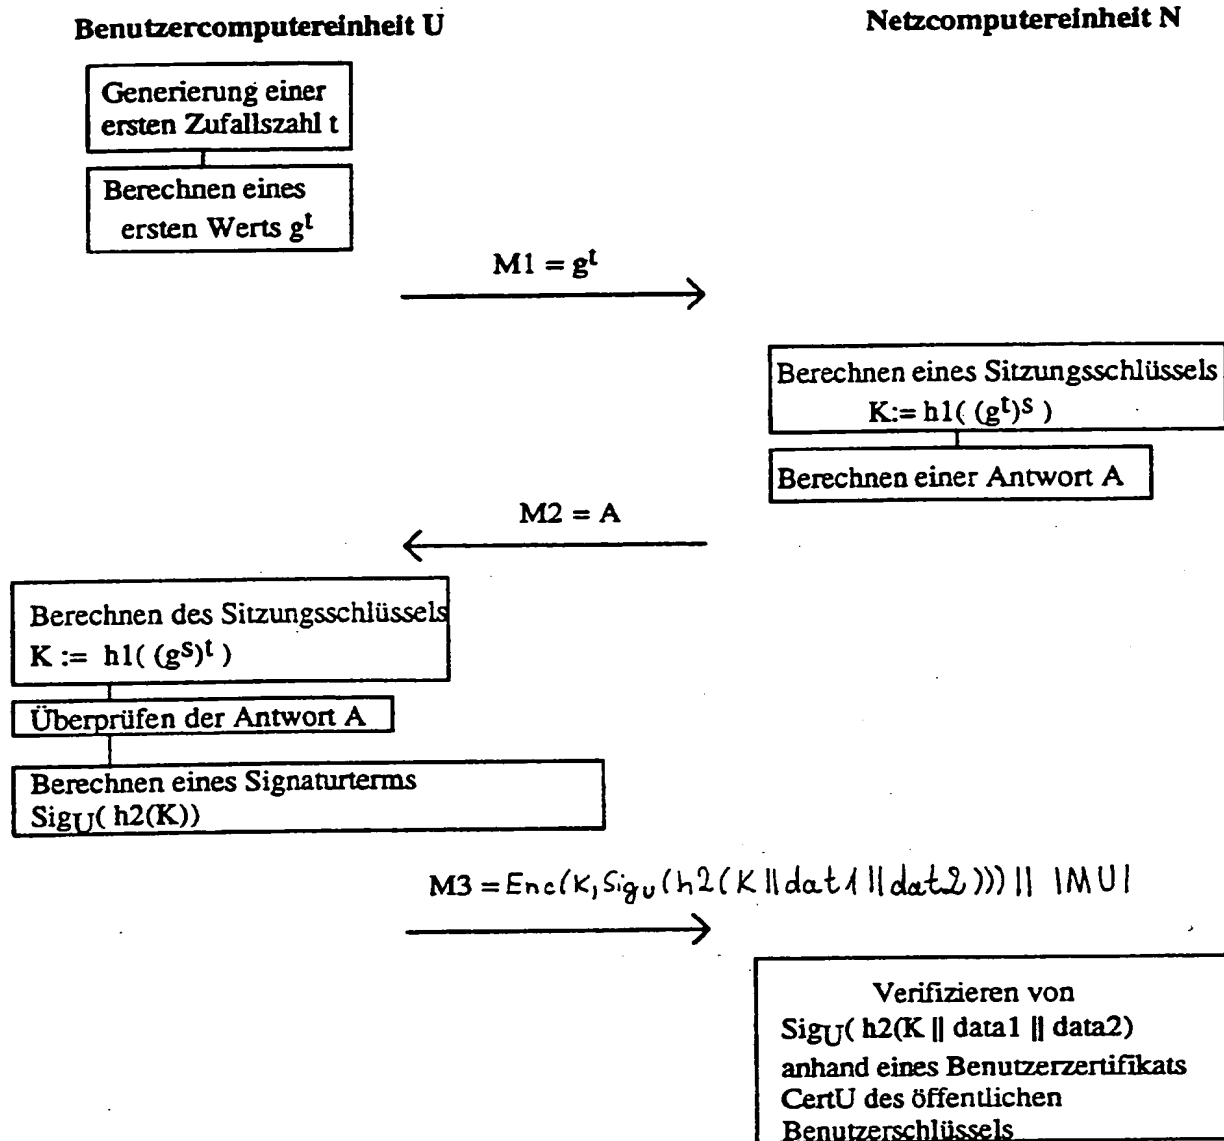 Benutzercomputereinheit U
Netzcomputereinheit N
Generierung einer
ersten Zufallszahl t
Berechnen eines
ersten Werts g^t
M1 = g^t
Berechnen eines Sitzungsschlüssels
K:= h1( (g^t)^s )
Berechnen einer Antwort A
M2 = A
Berechnen des Sitzungsschlüssels
K := h1( (g^s)^t )
Überprüfen der Antwort A
Berechnen eines Signaturterms
Sig_U( h2(K))
M3 = Enc(K,Sig_U(h2(K||dat1||dat2)))|| IMUI
Verifizieren von
Sig_U( h2(K || data1 || data2)
anhand eines Benutzerzertifikats
CertU des öffentlichen
Benutzerschlüssels